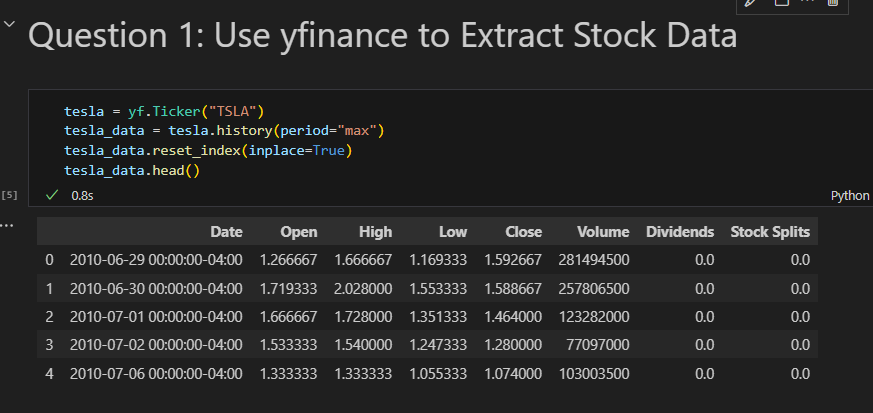 Question 1: Use yfinance to Extract Stock Data
tesla = yf.Ticker("TSLA")
tesla_data = tesla.history(period="max")
tesla_data.reset_index(inplace=True)
tesla_data.head()
[5] 0.8s Python
Date Open High Low Close Volume Dividends Stock Splits
0 2010-06-29 00:00:00-04:00 1.266667 1.666667 1.169333 1.592667 281494500 0.0 0.0
1 2010-06-30 00:00:00-04:00 1.719333 2.028000 1.553333 1.588667 257806500 0.0 0.0
2 2010-07-01 00:00:00-04:00 1.666667 1.728000 1.351333 1.464000 123282000 0.0 0.0
3 2010-07-02 00:00:00-04:00 1.533333 1.540000 1.247333 1.280000 77097000 0.0 0.0
4 2010-07-06 00:00:00-04:00 1.333333 1.333333 1.055333 1.074000 103003500 0.0 0.0